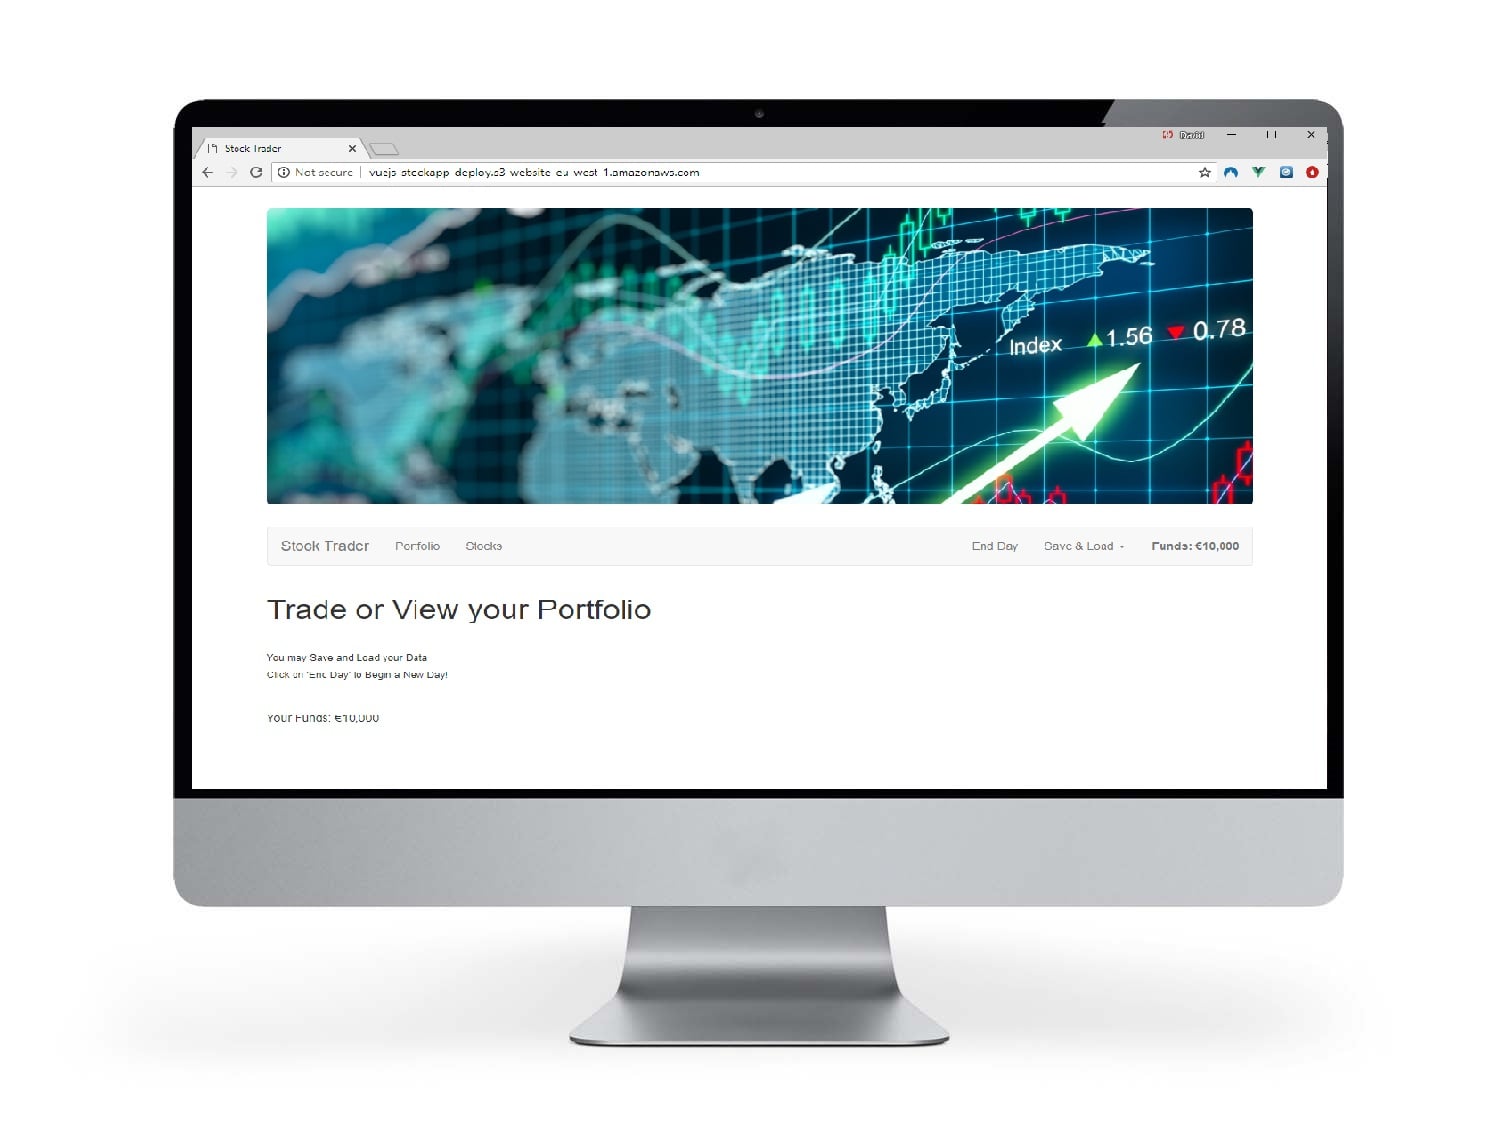 Stock Trader
David
Not secure | vuejs-stockapp-deploy.s3-website-eu-west-1.amazonaws.com
Index 1.56 0.78
Stock Trader Portfolio Stocks End Day Save & Load Funds: €10,000
Trade or View your Portfolio
You may Save and Load your Data
Click on 'End Day' to Begin a New Day!
Your Funds: €10,000